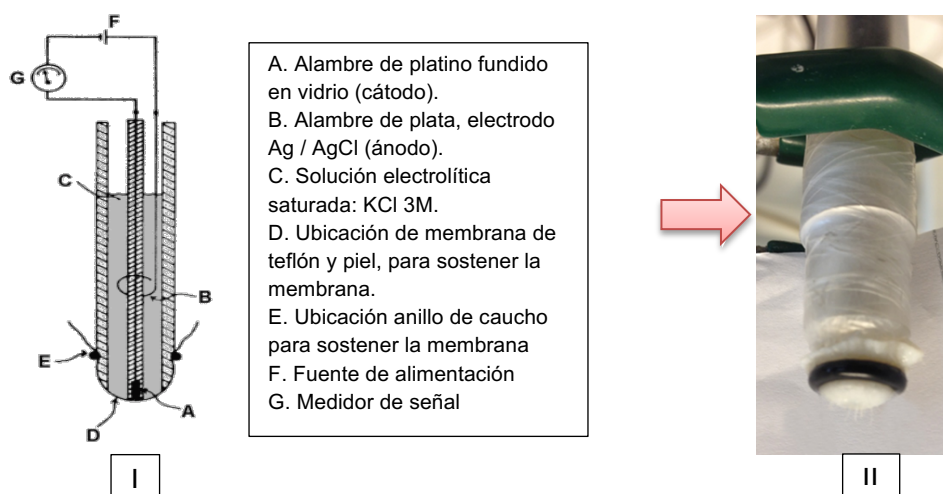 F
G
C
B
E
A
D
I
A. Alambre de platino fundido
en vidrio (cátodo).
B. Alambre de plata, electrodo
Ag / AgCl (ánodo).
C. Solución electrolítica
saturada: KCl 3M.
D. Ubicación de membrana de
teflón y piel, para sostener la
membrana.
E. Ubicación anillo de caucho
para sostener la membrana
F. Fuente de alimentación
G. Medidor de señal
II